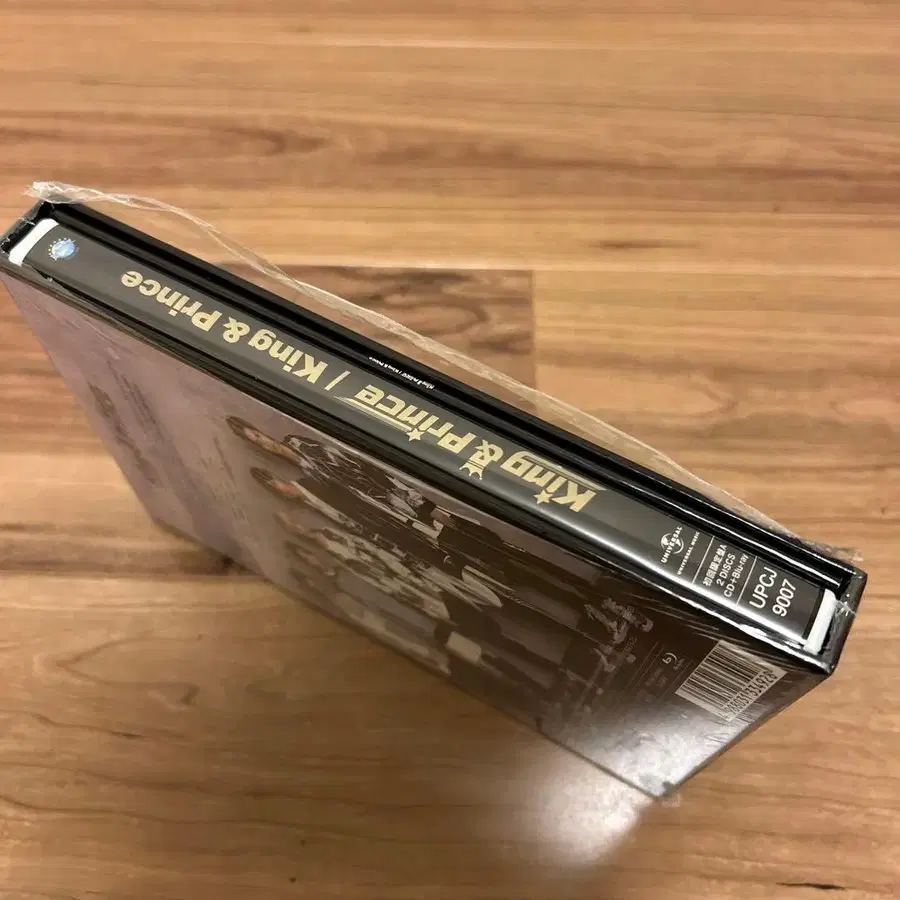 King & Prince / King & Prince
UNIVERSAL
UNIVERSAL MUSIC
初回限定盤A
2 DISCS
CD+Blu-ray
UPCJ
9007